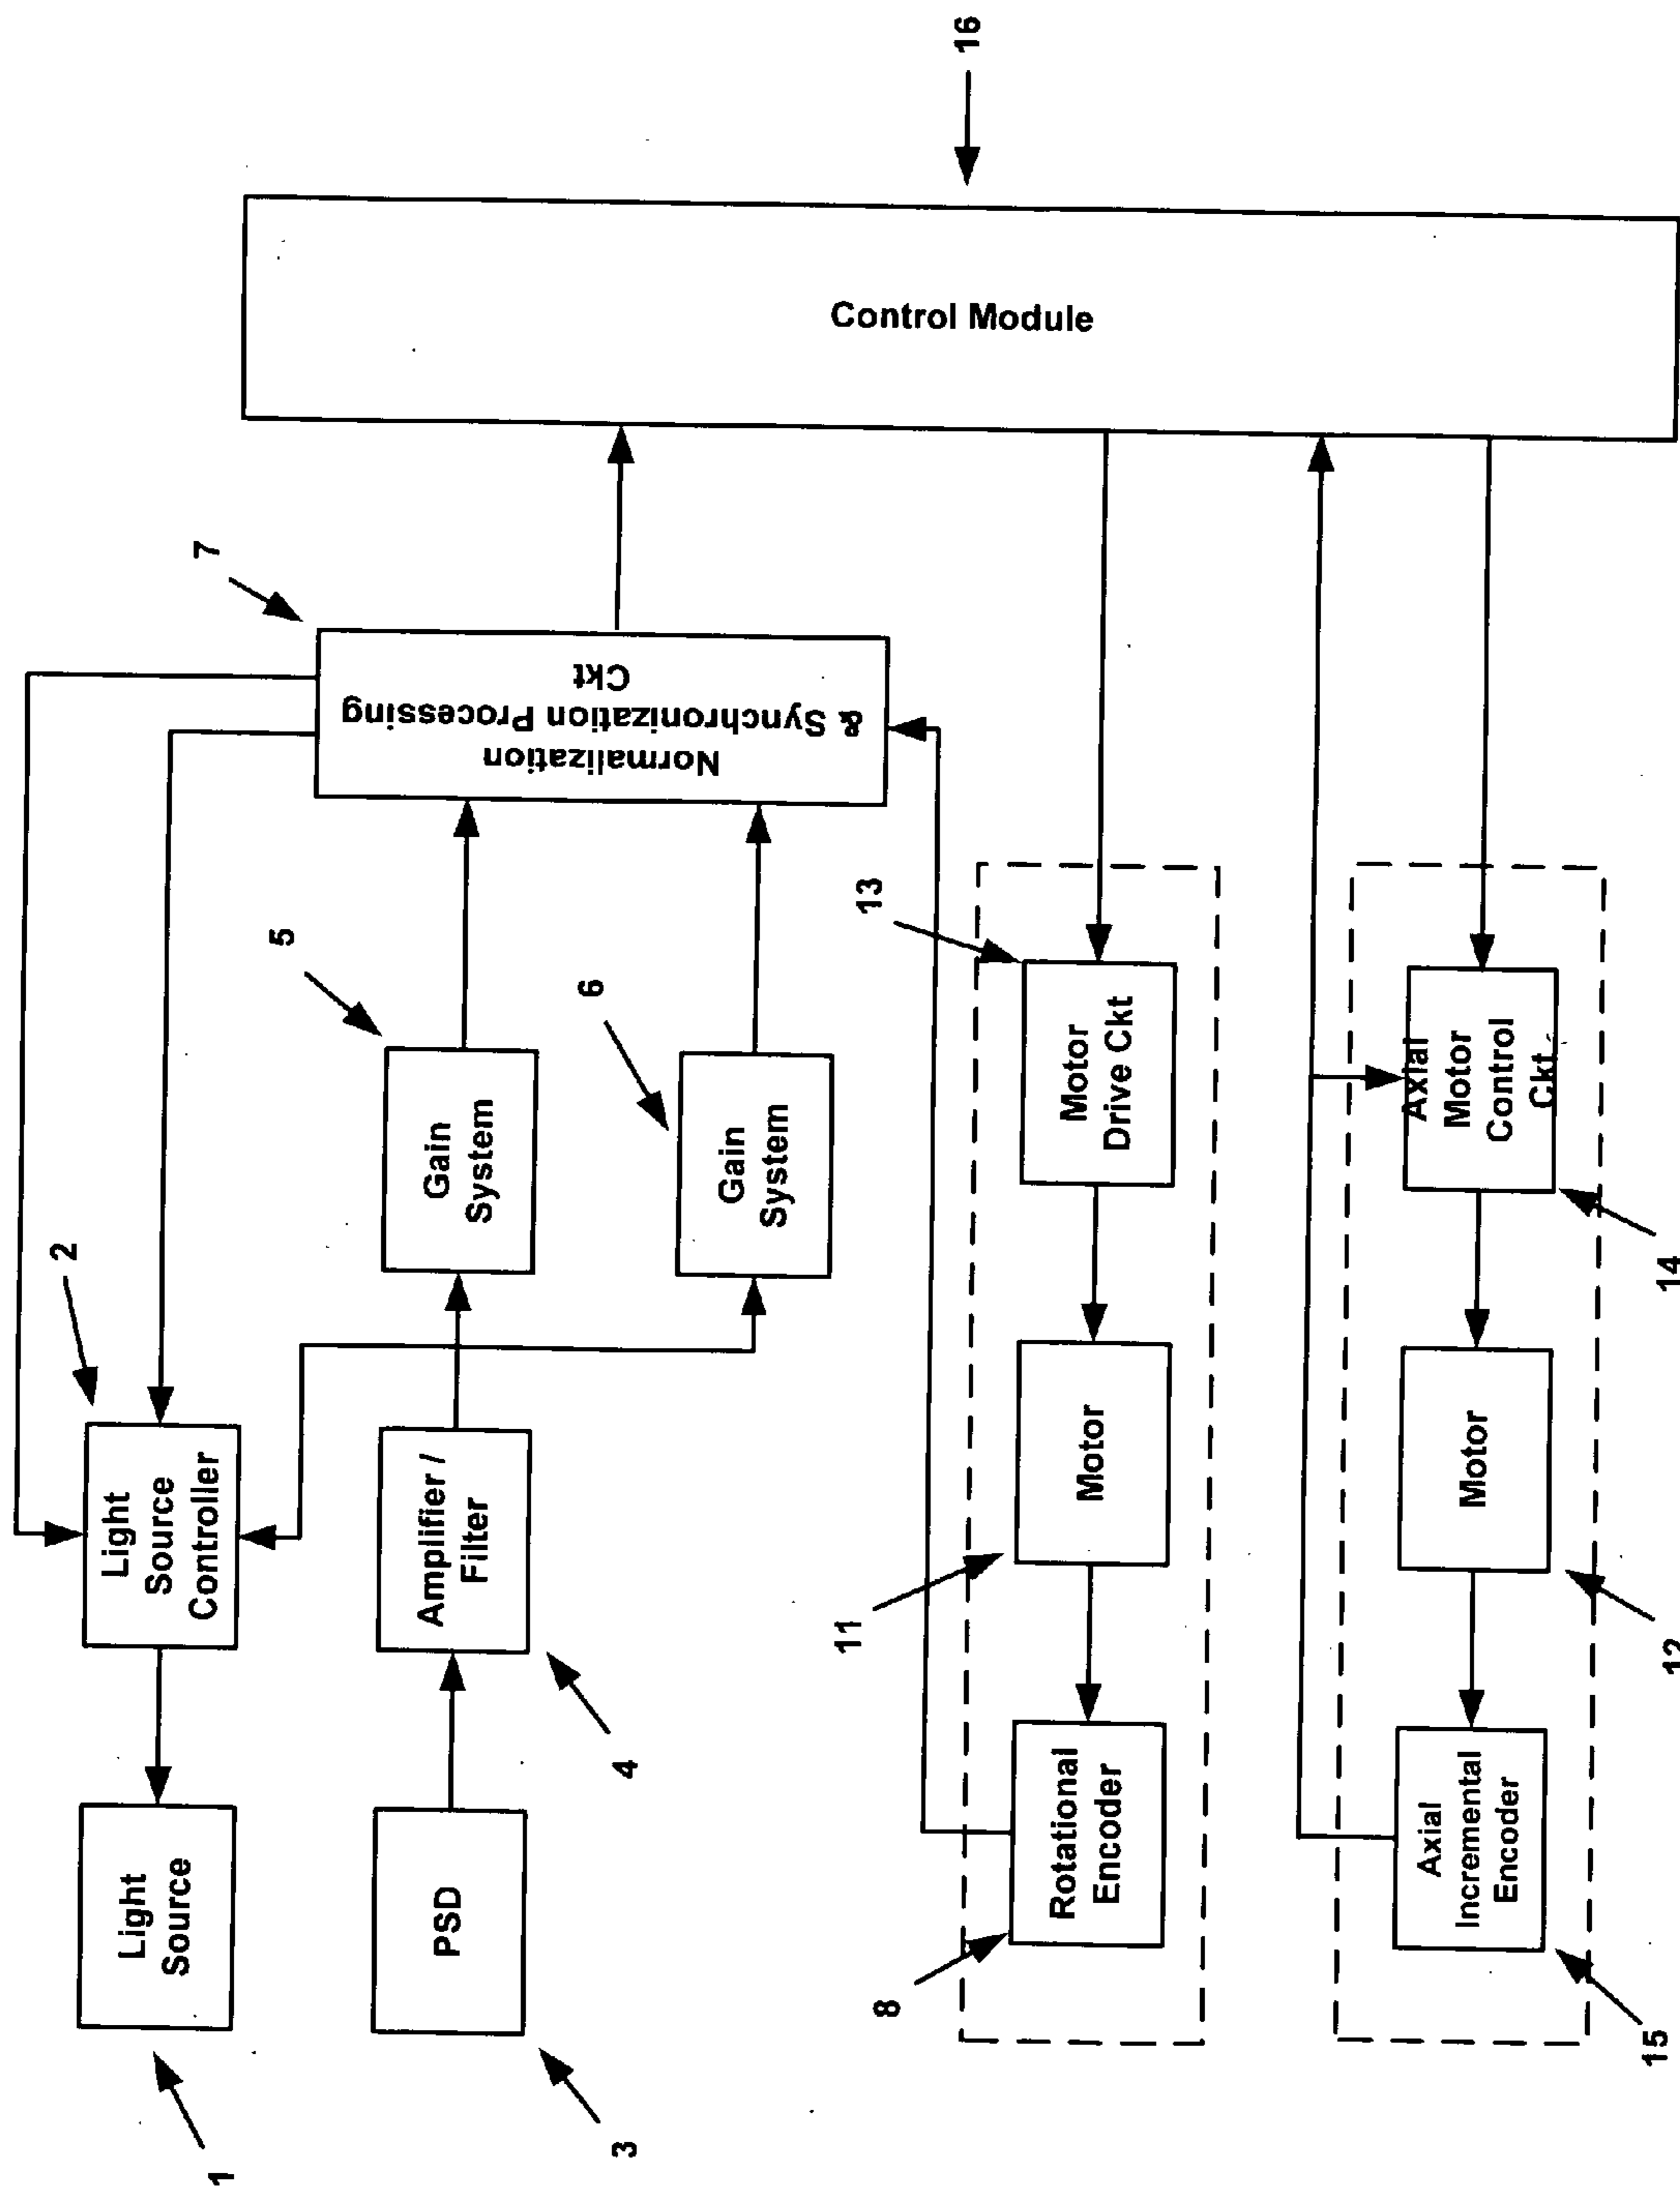 16
Control Module
7
Normalization
& Synchronization Processing
Ckt
5
Gain
System
6
Gain
System
2
Light
Source
Controller
Amplifier /
Filter
4
Light
Source
1
PSD
3
13
Motor
Drive Ckt
11
Motor
8
Rotational
Encoder
Axial
Motor
Control
Ckt
14
Motor
12
Axial
Incremental
Encoder
15